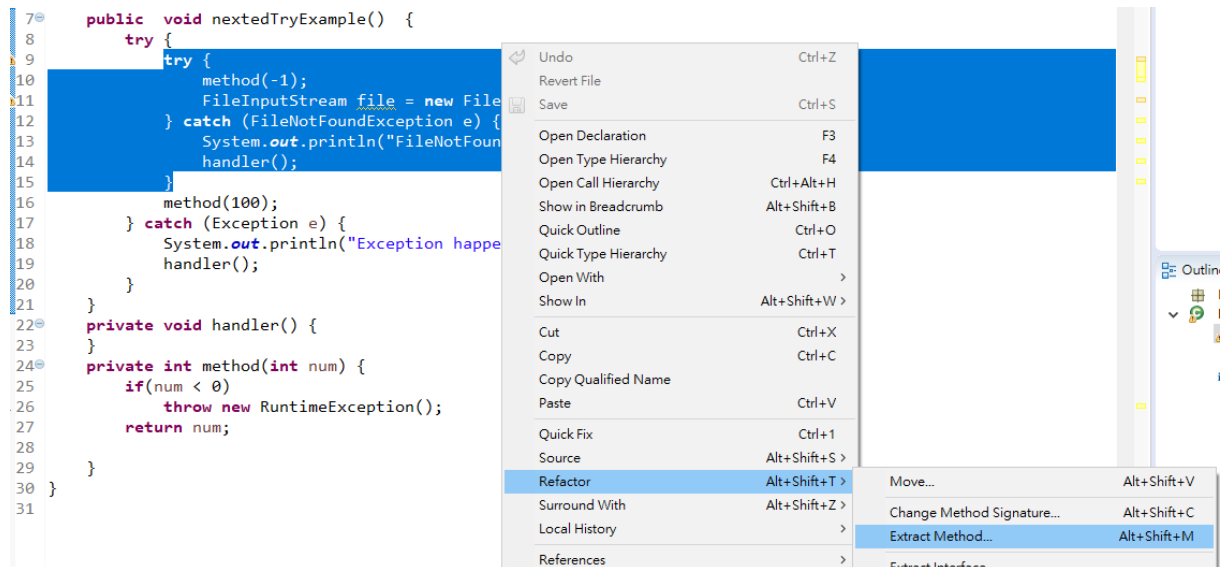 7 public void nextedTryExample() {
8 try {
9 try {
10 method(-1);
11 FileInputStream file = new File
12 } catch (FileNotFoundException e) {
13 System.out.println("FileNotFoun
14 handler();
15 }
16 method(100);
17 } catch (Exception e) {
18 System.out.println("Exception happe
19 handler();
20 }
21 }
22 private void handler() {
23 }
24 private int method(int num) {
25 if(num < 0)
26 throw new RuntimeException();
27 return num;
28
29 }
30 }
31
Undo Ctrl+Z
Revert File
Save Ctrl+S
Open Declaration F3
Open Type Hierarchy F4
Open Call Hierarchy Ctrl+Alt+H
Show in Breadcrumb Alt+Shift+B
Quick Outline Ctrl+O
Quick Type Hierarchy Ctrl+T
Open With >
Show In Alt+Shift+W >
Cut Ctrl+X
Copy Ctrl+C
Copy Qualified Name
Paste Ctrl+V
Quick Fix Ctrl+1
Source Alt+Shift+S >
Refactor Alt+Shift+T >
Surround With Alt+Shift+Z >
Local History >
References >
Move... Alt+Shift+V
Change Method Signature... Alt+Shift+C
Extract Method... Alt+Shift+M
Extract Interface...
Outlin